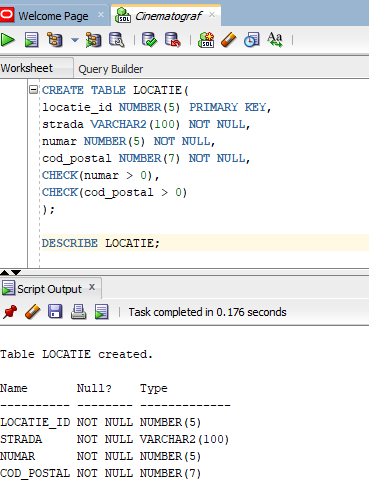 Welcome Page × Cinematograf ×
Worksheet Query Builder
CREATE TABLE LOCATIE(
locatie_id NUMBER(5) PRIMARY KEY,
strada VARCHAR2(100) NOT NULL,
numar NUMBER(5) NOT NULL,
cod_postal NUMBER(7) NOT NULL,
CHECK(numar > 0),
CHECK(cod_postal > 0)
);
DESCRIBE LOCATIE;
Script Output ×
Task completed in 0.176 seconds
Table LOCATIE created.
Name Null? Type
---------- -------- -------------
LOCATIE_ID NOT NULL NUMBER(5)
STRADA NOT NULL VARCHAR2(100)
NUMAR NOT NULL NUMBER(5)
COD_POSTAL NOT NULL NUMBER(7)